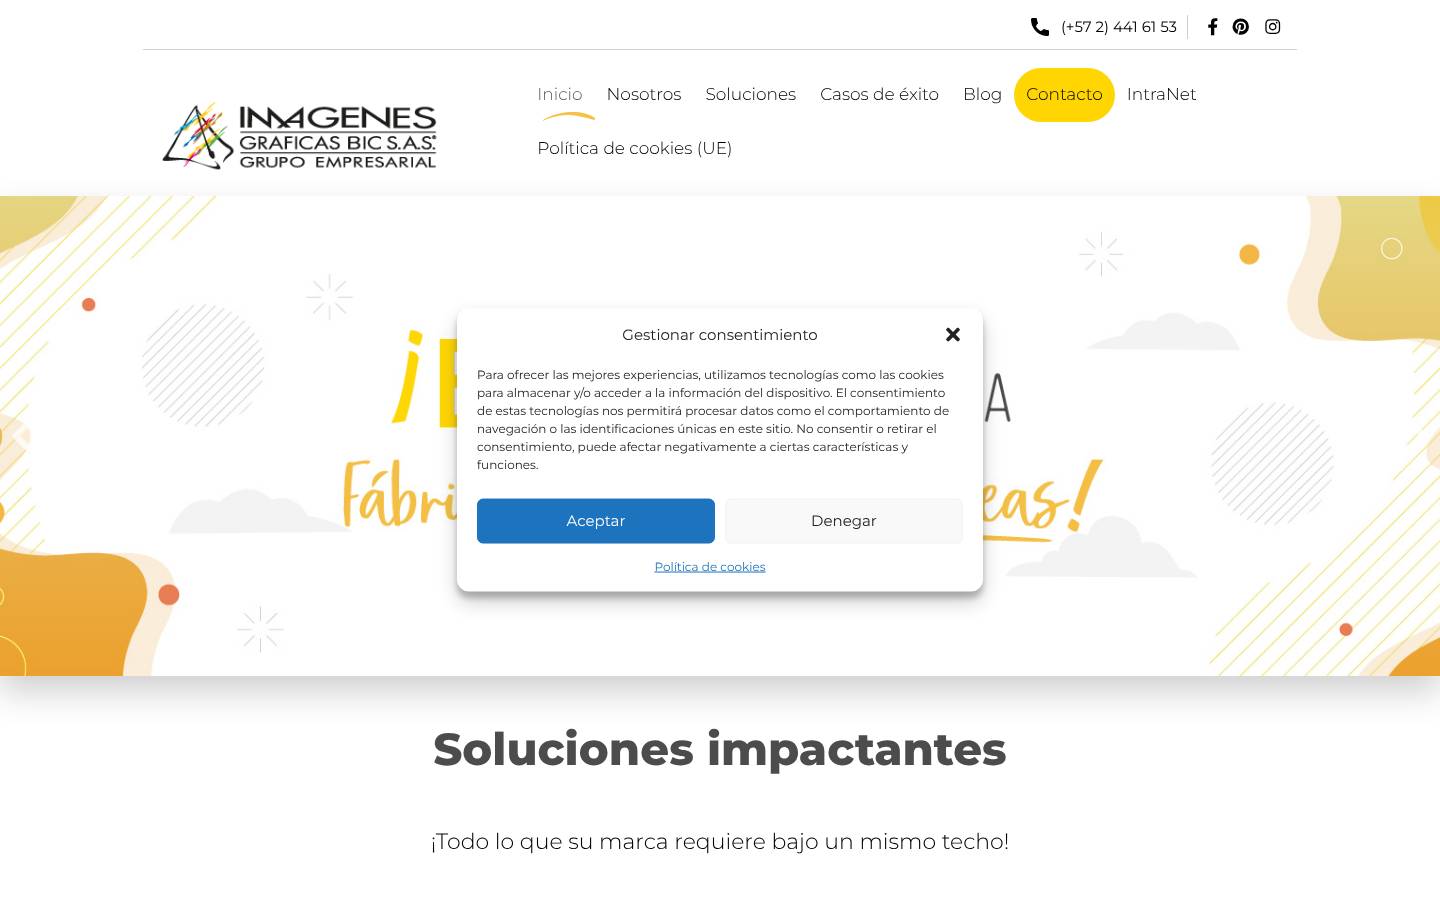 (+57 2) 441 61 53
Inicio Nosotros Soluciones Casos de éxito Blog Contacto IntraNet
Política de cookies (UE)
IMAGENES
GRAFICAS BIC S.A.S.
GRUPO EMPRESARIAL
Gestionar consentimiento
Para ofrecer las mejores experiencias, utilizamos tecnologías como las cookies
para almacenar y/o acceder a la información del dispositivo. El consentimiento
de estas tecnologías nos permitirá procesar datos como el comportamiento de
navegación o las identificaciones únicas en este sitio. No consentir o retirar el
consentimiento, puede afectar negativamente a ciertas características y
funciones.
Aceptar Denegar
Política de cookies
Soluciones impactantes
¡Todo lo que su marca requiere bajo un mismo techo!